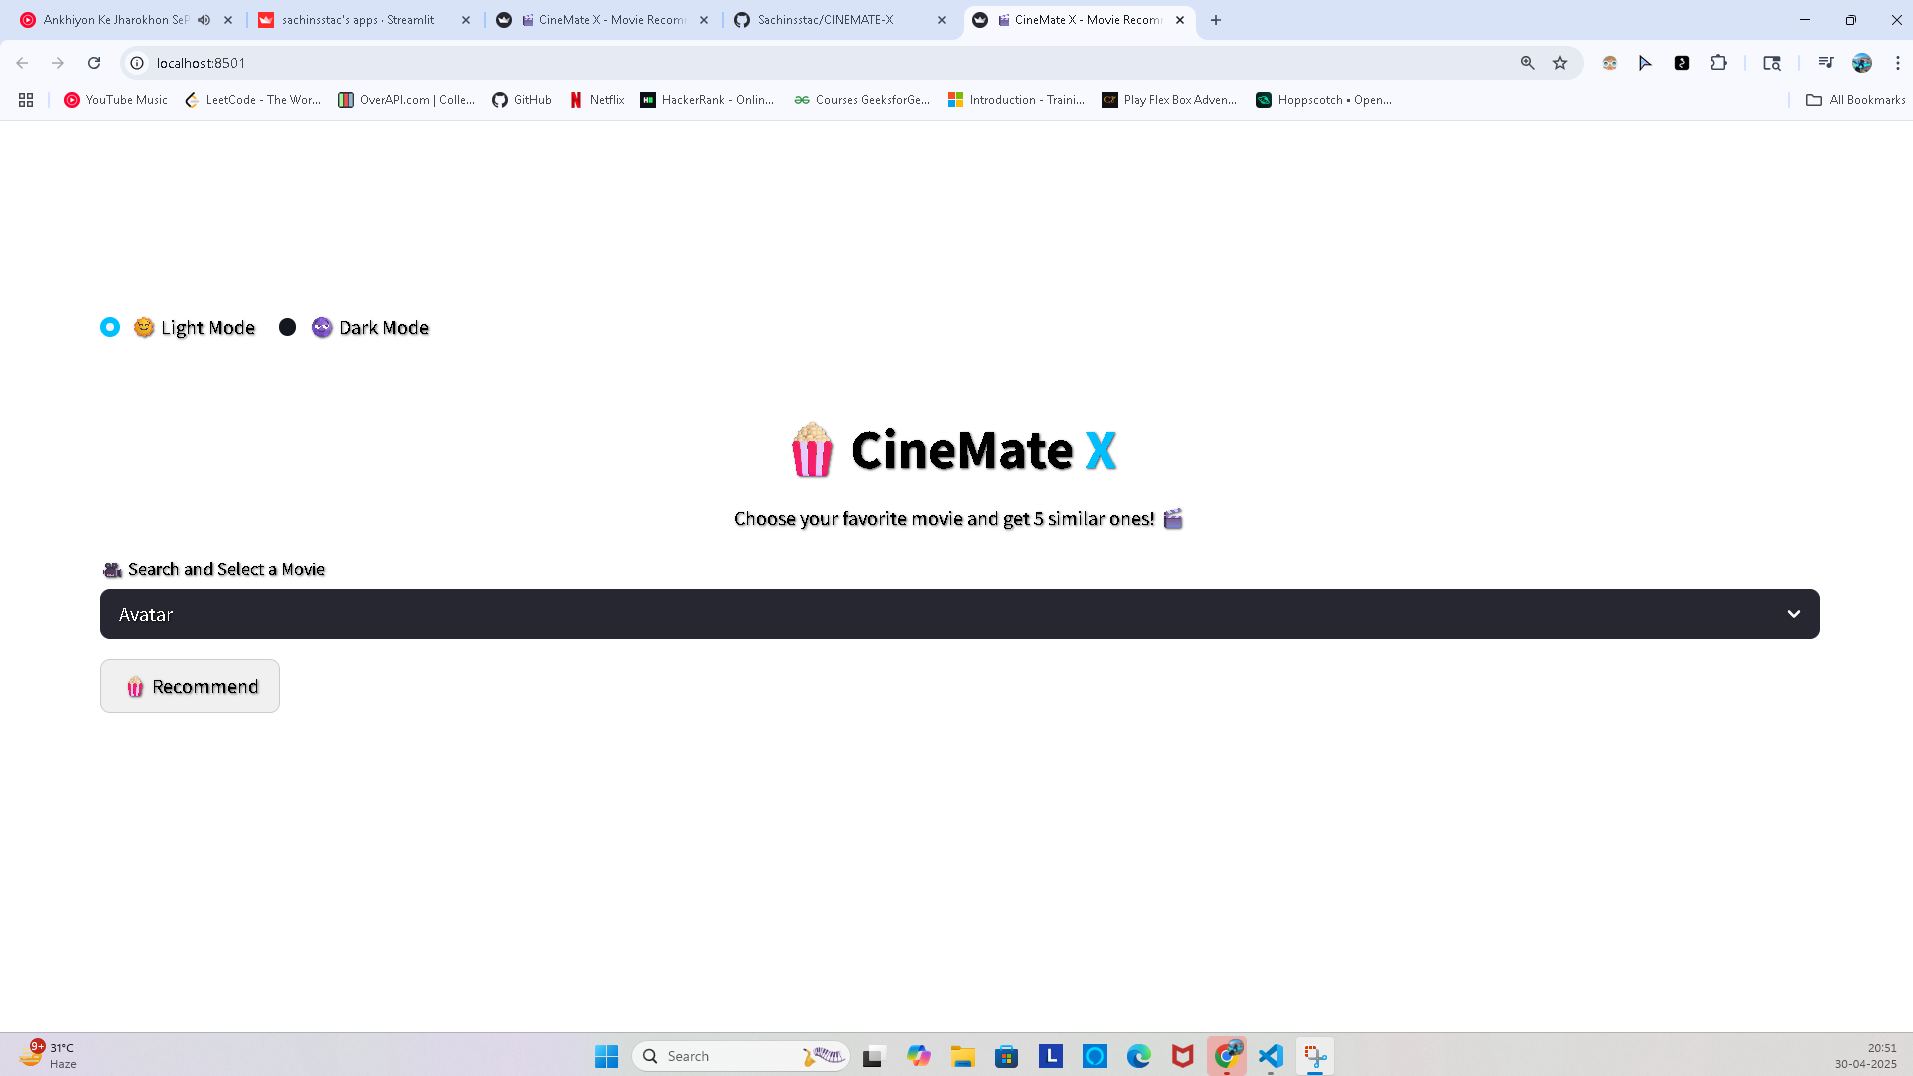 Ankhiyon Ke Jharokhon Se
sachinsstac's apps · Streamlit
CineMate X - Movie Recom
Sachinsstac/CINEMATE-X
CineMate X - Movie Recom
localhost:8501
YouTube Music
LeetCode - The Wor...
OverAPI.com | Colle...
GitHub
Netflix
HackerRank - Onlin...
Courses GeeksforGe...
Introduction - Traini...
Play Flex Box Adven...
Hoppscotch • Open...
All Bookmarks
Light Mode
Dark Mode
CineMate X
Choose your favorite movie and get 5 similar ones!
Search and Select a Movie
Avatar
Recommend
9+
31°C
Haze
Search
20:51
30-04-2025